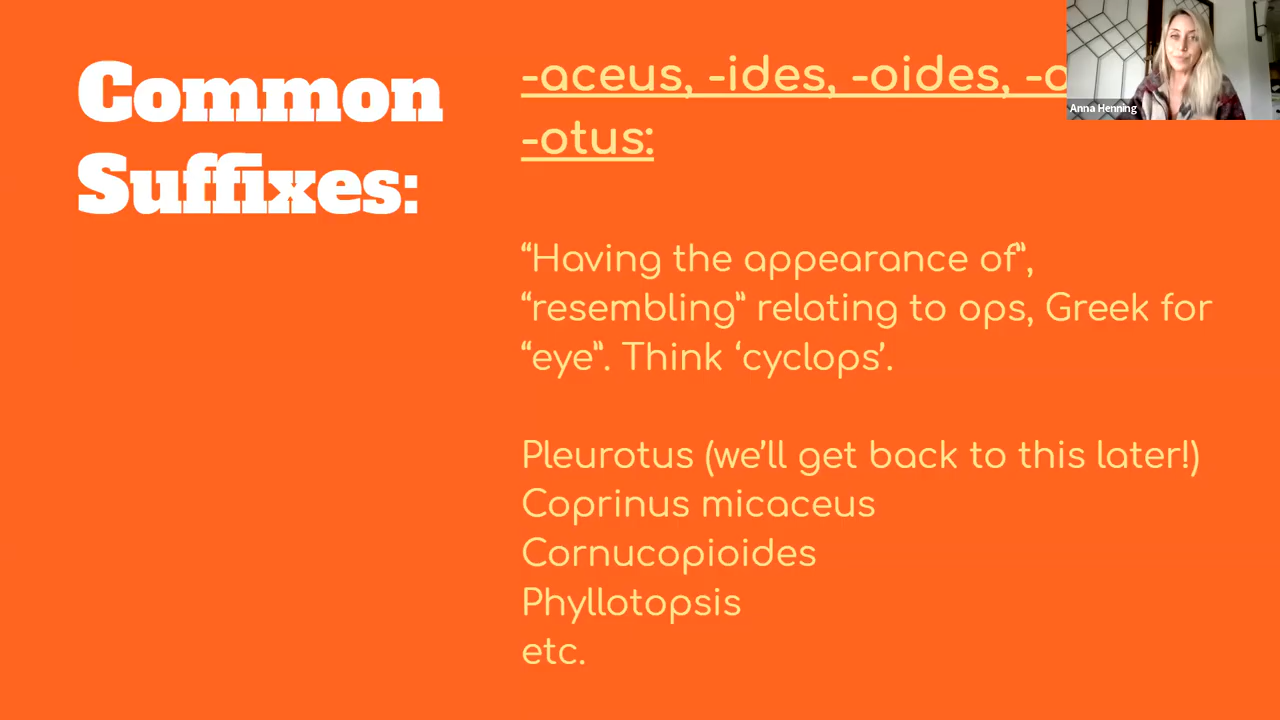 Common
Suffixes:
-aceus, -ides, -oides,
-otus:
“Having the appearance of”,
“resembling” relating to ops, Greek for
“eye”. Think ‘cyclops’.
Pleurotus (we’ll get back to this later!)
Coprinus micaceus
Cornucopioides
Phyllotopsis
etc.
Anna Henning